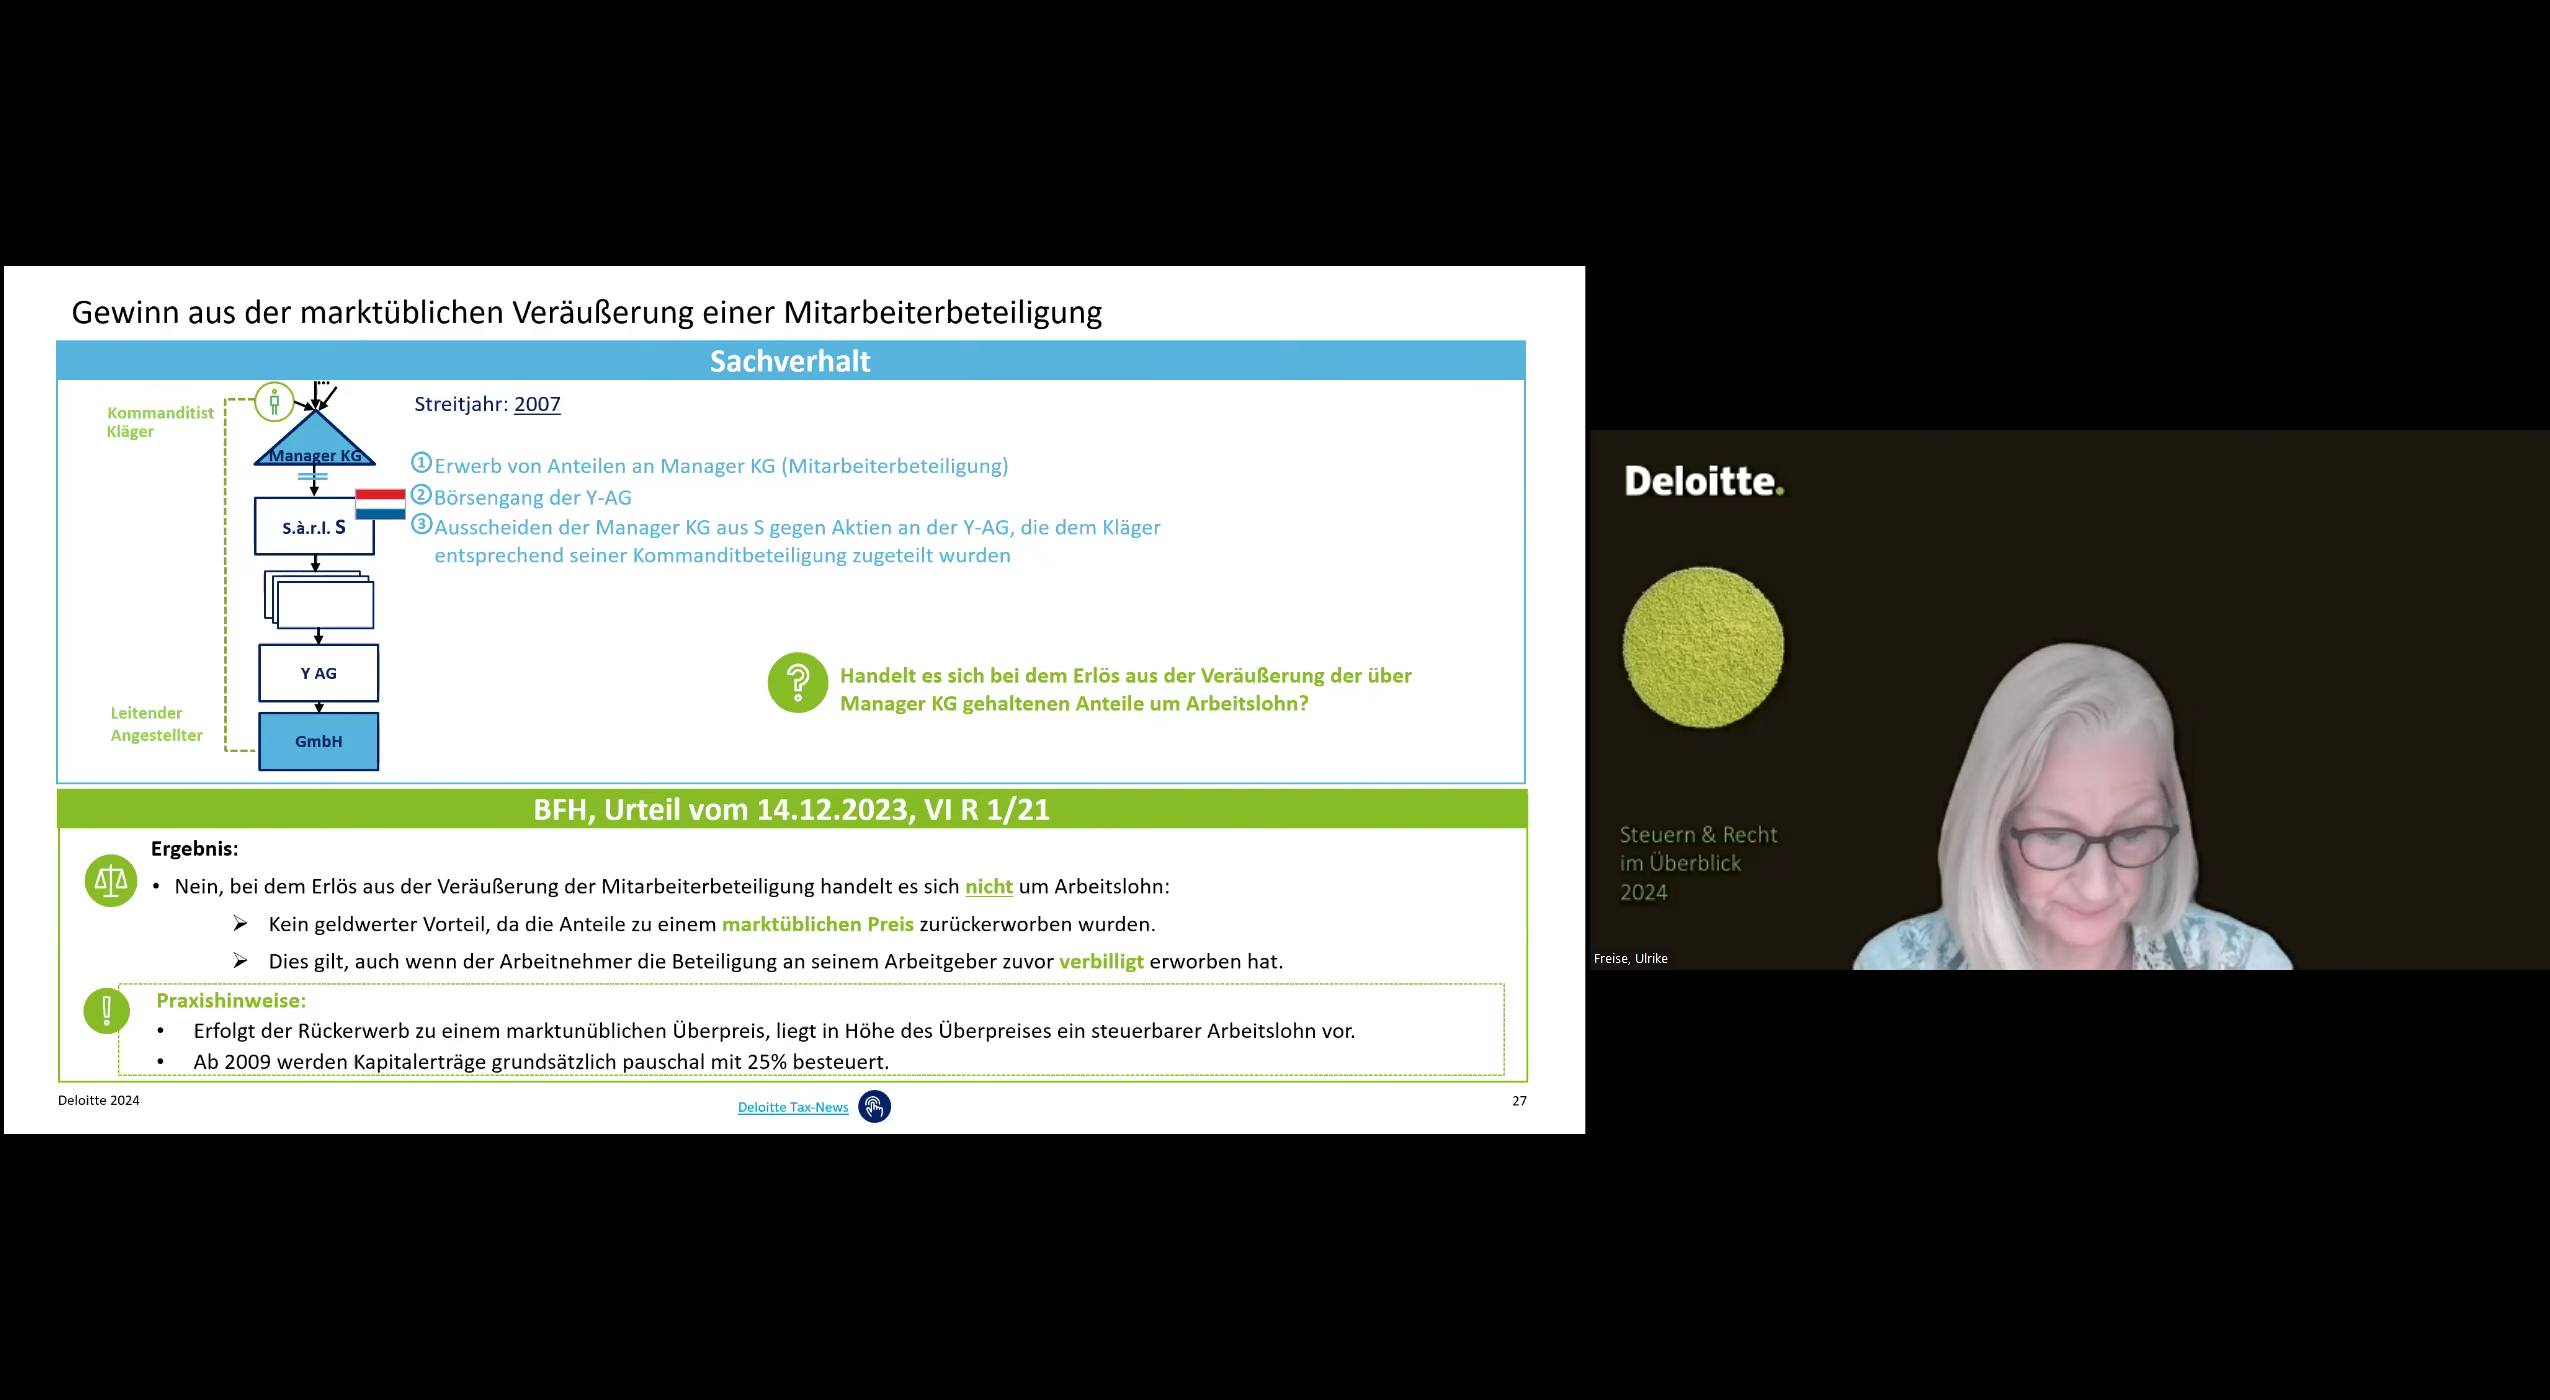 Gewinn aus der marktüblichen Veräußerung einer Mitarbeiterbeteiligung
Sachverhalt
Kommanditist
Kläger
...
Manager KG
S.à.r.l. S
Y AG
Leitender
Angestellter
GmbH
Streitjahr: 2007
① Erwerb von Anteilen an Manager KG (Mitarbeiterbeteiligung)
② Börsengang der Y-AG
③ Ausscheiden der Manager KG aus S gegen Aktien an der Y-AG, die dem Kläger
entsprechend seiner Kommanditbeteiligung zugeteilt wurden
?
Handelt es sich bei dem Erlös aus der Veräußerung der über
Manager KG gehaltenen Anteile um Arbeitslohn?
BFH, Urteil vom 14.12.2023, VI R 1/21
Ergebnis:
• Nein, bei dem Erlös aus der Veräußerung der Mitarbeiterbeteiligung handelt es sich nicht um Arbeitslohn:
➢ Kein geldwerter Vorteil, da die Anteile zu einem marktüblichen Preis zurückerworben wurden.
➢ Dies gilt, auch wenn der Arbeitnehmer die Beteiligung an seinem Arbeitgeber zuvor verbilligt erworben hat.
!
Praxishinweise:
• Erfolgt der Rückerwerb zu einem marktunüblichen Überpreis, liegt in Höhe des Überpreises ein steuerbarer Arbeitslohn vor.
• Ab 2009 werden Kapitalerträge grundsätzlich pauschal mit 25% besteuert.
Deloitte 2024
Deloitte Tax-News
27
Deloitte.
Steuern & Recht
im Überblick
2024
Freise, Ulrike